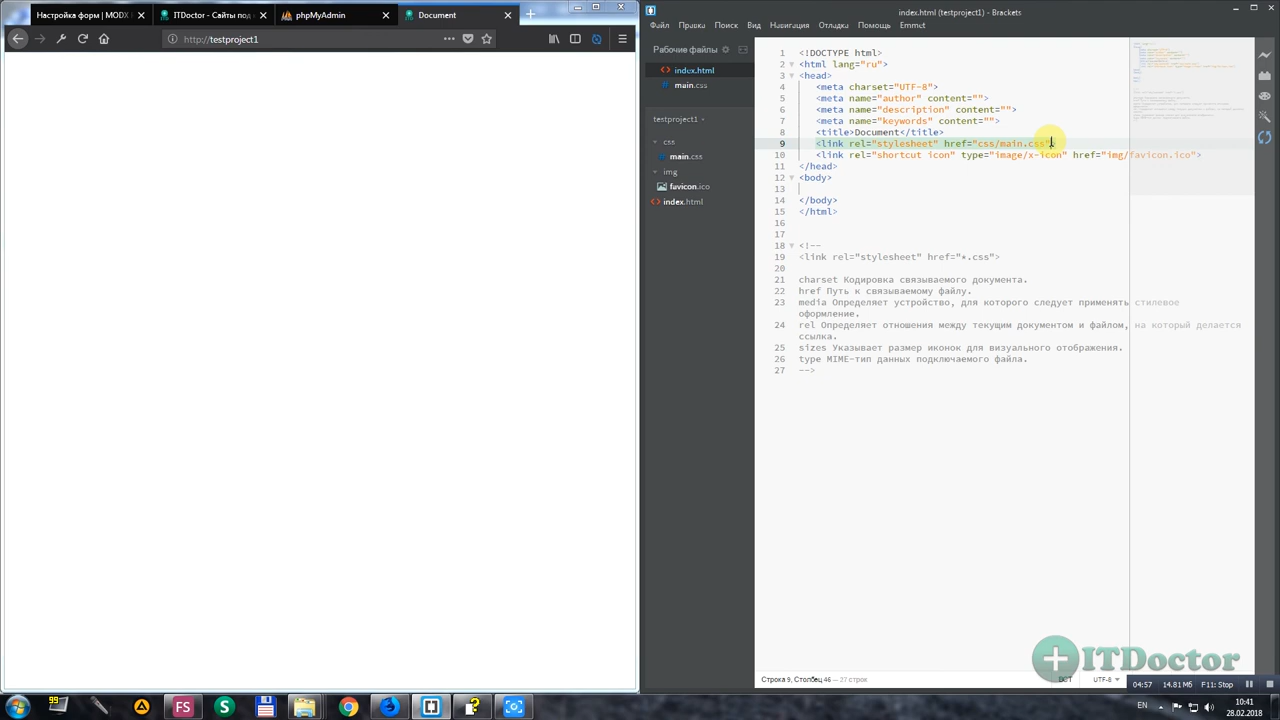 Настройка форм | MODX
ITDoctor - Сайты под
phpMyAdmin
Document
http://testproject1
index.html (testproject1) - Brackets
Файл Правка Поиск Вид Навигация Отладка Помощь Emmet
Рабочие файлы
index.html
main.css
testproject1
css
main.css
img
favicon.ico
index.html
1 <!DOCTYPE html>
2 <html lang="ru">
3 <head>
4 <meta charset="UTF-8">
5 <meta name="author" content="">
6 <meta name="description" content="">
7 <meta name="keywords" content="">
8 <title>Document</title>
9 <link rel="stylesheet" href="css/main.css">
10 <link rel="shortcut icon" type="image/x-icon" href="img/favicon.ico">
11 </head>
12 <body>
13
14 </body>
15 </html>
16
17
18 <!--
19 <link rel="stylesheet" href="*.css">
20
21 charset Кодировка связываемого документа.
22 href Путь к связываемому файлу.
23 media Определяет устройство, для которого следует применять стилевое
оформление.
24 rel Определяет отношения между текущим документом и файлом, на который делается
ссылка.
25 sizes Указывает размер иконок для визуального отображения.
26 type MIME-тип данных подключаемого файла.
27 -->
ITDoctor
Строка 9, Столбец 46 — 27 строк
ВСТ
UTF-8
04:57 14.81 Мб F11: Stop
99
FS
S
EN
10:41
28.02.2018